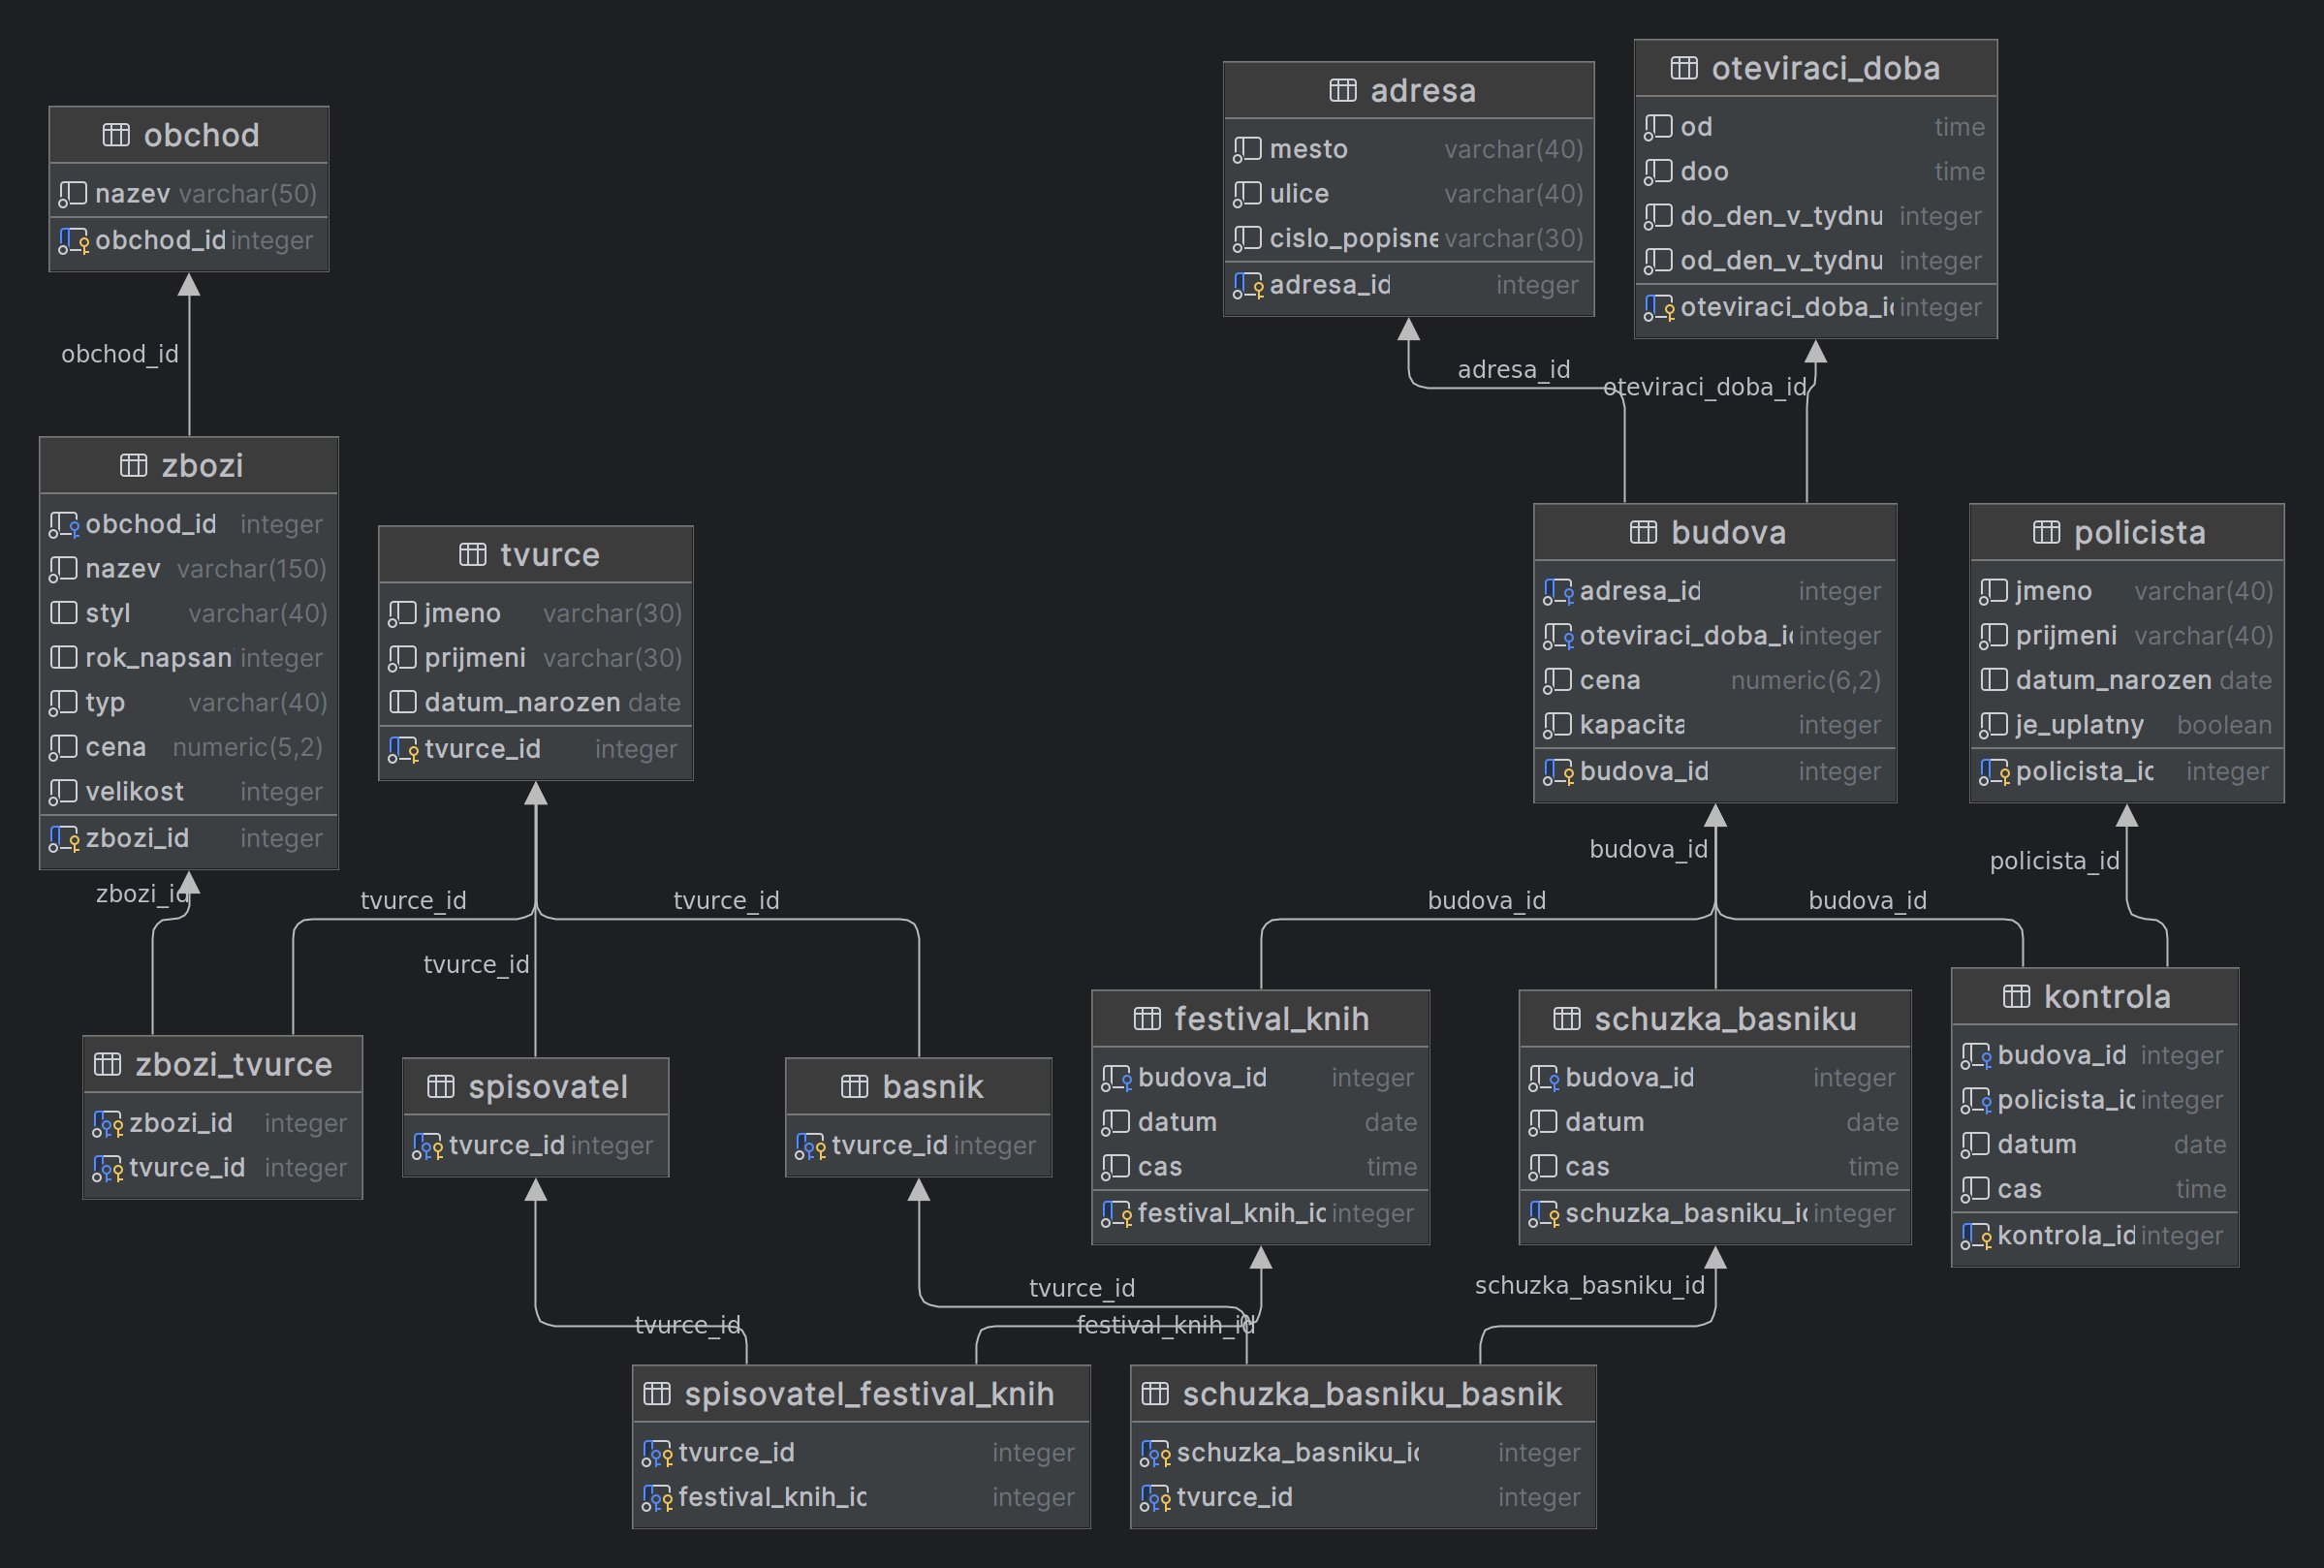 obchod
nazev varchar(50)
obchod_id integer
adresa
mesto varchar(40)
ulice varchar(40)
cislo_popisne varchar(30)
adresa_id integer
oteviraci_doba
od time
doo time
do_den_v_tydnu integer
od_den_v_tydnu integer
oteviraci_doba_id integer
obchod_id
adresa_id
oteviraci_doba_id
zbozi
obchod_id integer
nazev varchar(150)
styl varchar(40)
rok_napsan integer
typ varchar(40)
cena numeric(5,2)
velikost integer
zbozi_id integer
tvurce
jmeno varchar(30)
prijmeni varchar(30)
datum_narozen date
tvurce_id integer
budova
adresa_id integer
oteviraci_doba_id integer
cena numeric(6,2)
kapacita integer
budova_id integer
policista
jmeno varchar(40)
prijmeni varchar(40)
datum_narozen date
je_uplatny boolean
policista_id integer
zbozi_id
tvurce_id
tvurce_id
tvurce_id
budova_id
budova_id
budova_id
policista_id
zbozi_tvurce
zbozi_id integer
tvurce_id integer
spisovatel
tvurce_id integer
basnik
tvurce_id integer
festival_knih
budova_id integer
datum date
cas time
festival_knih_id integer
schuzka_basniku
budova_id integer
datum date
cas time
schuzka_basniku_id integer
kontrola
budova_id integer
policista_id integer
datum date
cas time
kontrola_id integer
tvurce_id
tvurce_id
festival_knih_id
schuzka_basniku_id
spisovatel_festival_knih
tvurce_id integer
festival_knih_id integer
schuzka_basniku_basnik
schuzka_basniku_id integer
tvurce_id integer